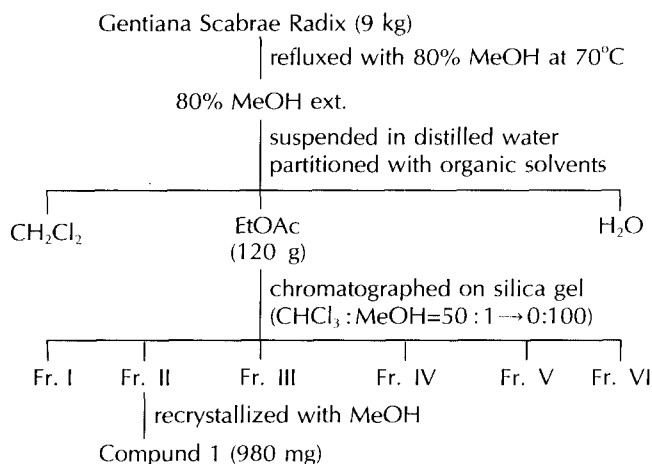 Gentiana Scabrae Radix (9 kg)
refluxed with 80% MeOH at 70°C
80% MeOH ext.
suspended in distilled water
partitioned with organic solvents
CH₂Cl₂ EtOAc H₂O
(120 g)
chromatographed on silica gel
(CHCl₃ : MeOH=50 : 1 → 0:100)
Fr. I Fr. II Fr. III Fr. IV Fr. V Fr. VI
recrystallized with MeOH
Compund 1 (980 mg)